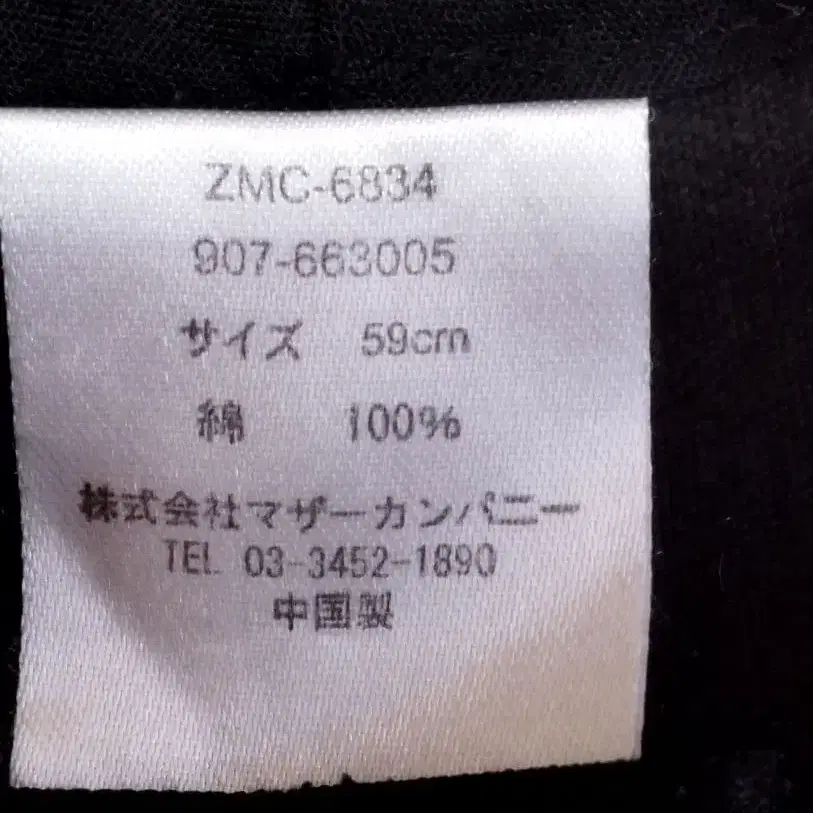 ZMC-6834
907-663005
サイズ 59cm
綿 100%
株式会社マザーカンパニー
TEL 03-3452-1890
中国製